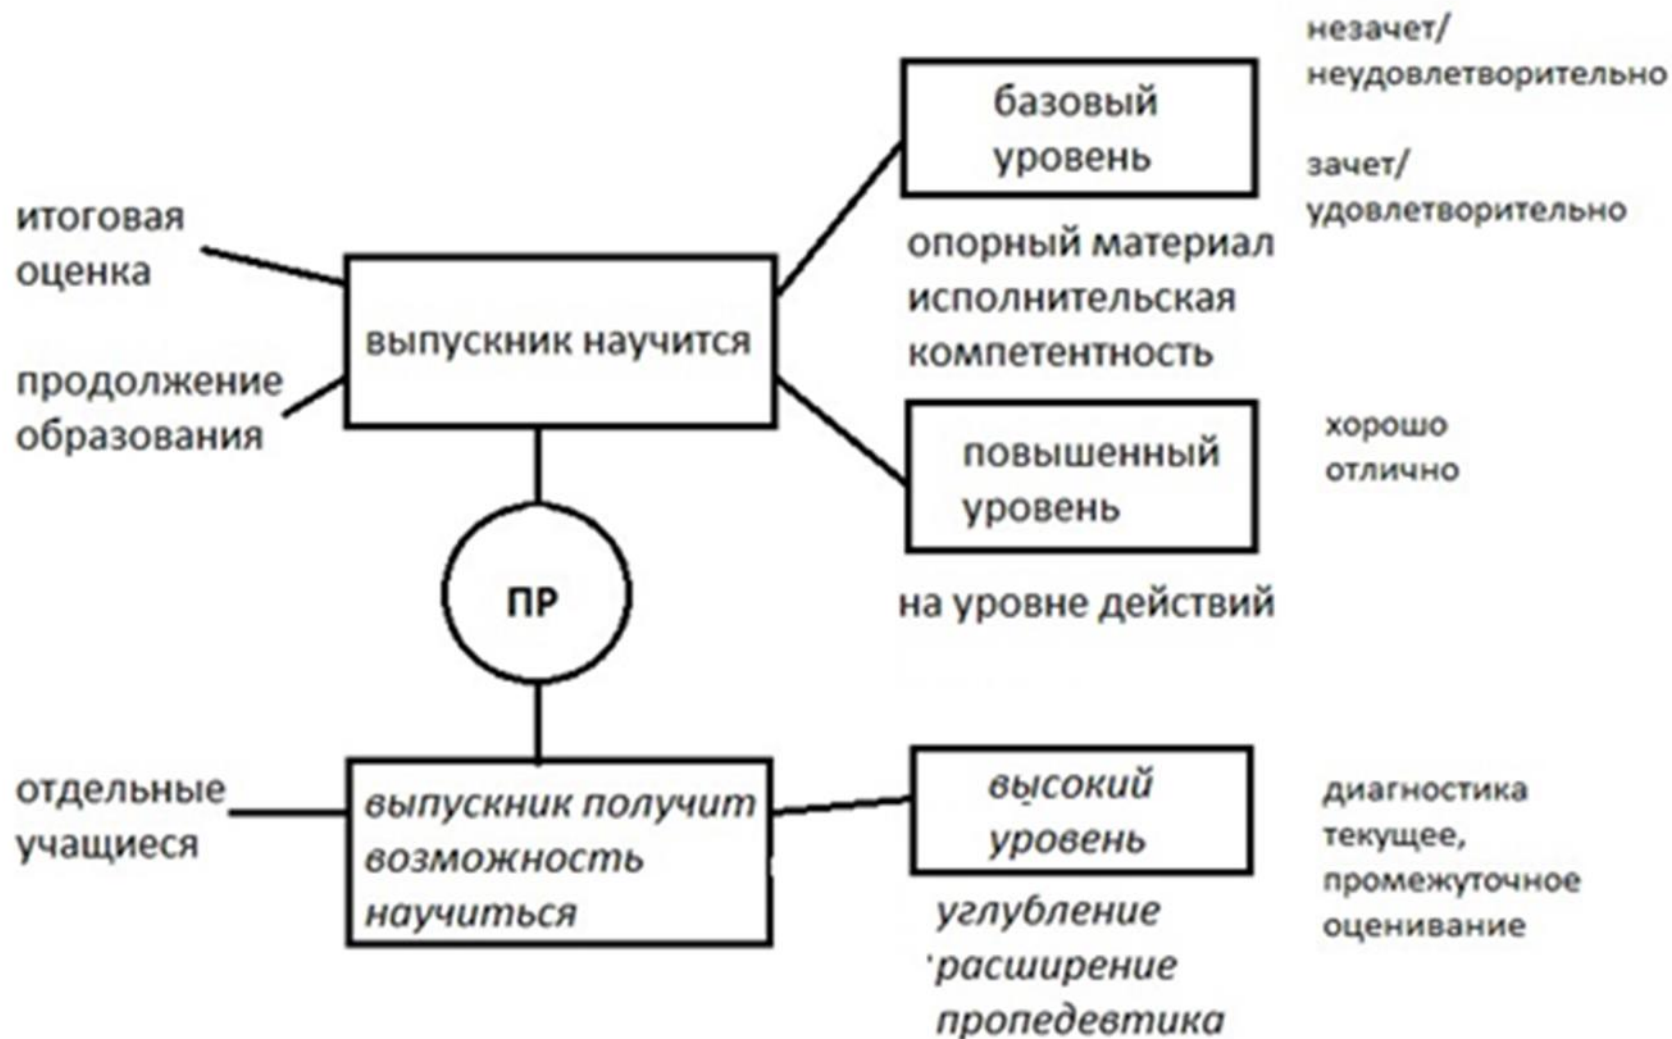 незачет/
неудовлетворительно
базовый
уровень
зачет/
удовлетворительно
итоговая
оценка
опорный материал
исполнительская
компетентность
выпускник научится
продолжение
образования
повышенный
уровень
хорошо
отлично
на уровне действий
ПР
отдельные
учащиеся
выпускник получит
возможность
научиться
высокий
уровень
углубление
расширение
пропедевтика
диагностика
текущее,
промежуточное
оценивание